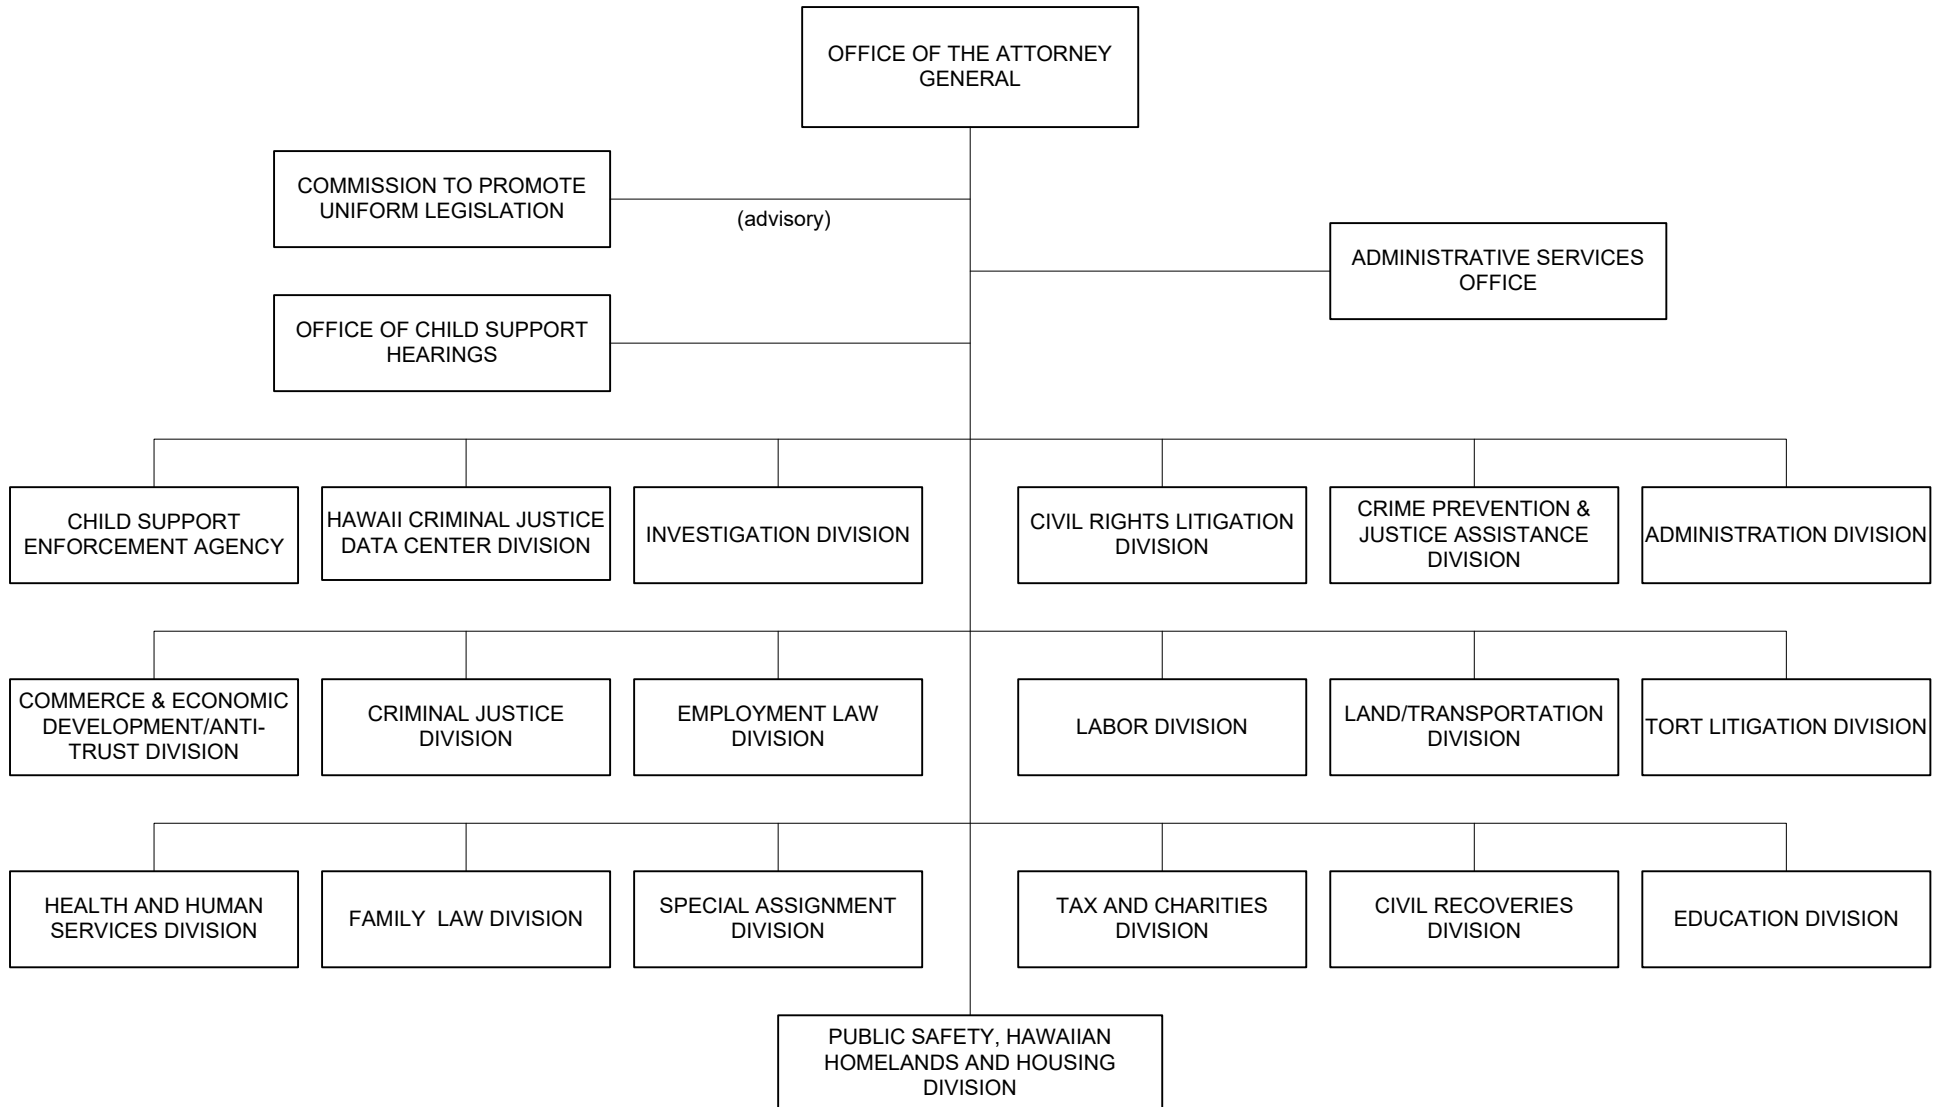 OFFICE OF THE ATTORNEY
GENERAL
COMMISSION TO PROMOTE
UNIFORM LEGISLATION
(advisory)
ADMINISTRATIVE SERVICES
OFFICE
OFFICE OF CHILD SUPPORT
HEARINGS
CHILD SUPPORT
ENFORCEMENT AGENCY
HAWAII CRIMINAL JUSTICE
DATA CENTER DIVISION
INVESTIGATION DIVISION
CIVIL RIGHTS LITIGATION
DIVISION
CRIME PREVENTION &
JUSTICE ASSISTANCE
DIVISION
ADMINISTRATION DIVISION
COMMERCE & ECONOMIC
DEVELOPMENT/ANTI-
TRUST DIVISION
CRIMINAL JUSTICE
DIVISION
EMPLOYMENT LAW
DIVISION
LABOR DIVISION
LAND/TRANSPORTATION
DIVISION
TORT LITIGATION DIVISION
HEALTH AND HUMAN
SERVICES DIVISION
FAMILY  LAW DIVISION
SPECIAL ASSIGNMENT
DIVISION
TAX AND CHARITIES
DIVISION
CIVIL RECOVERIES
DIVISION
EDUCATION DIVISION
PUBLIC SAFETY, HAWAIIAN
HOMELANDS AND HOUSING
DIVISION